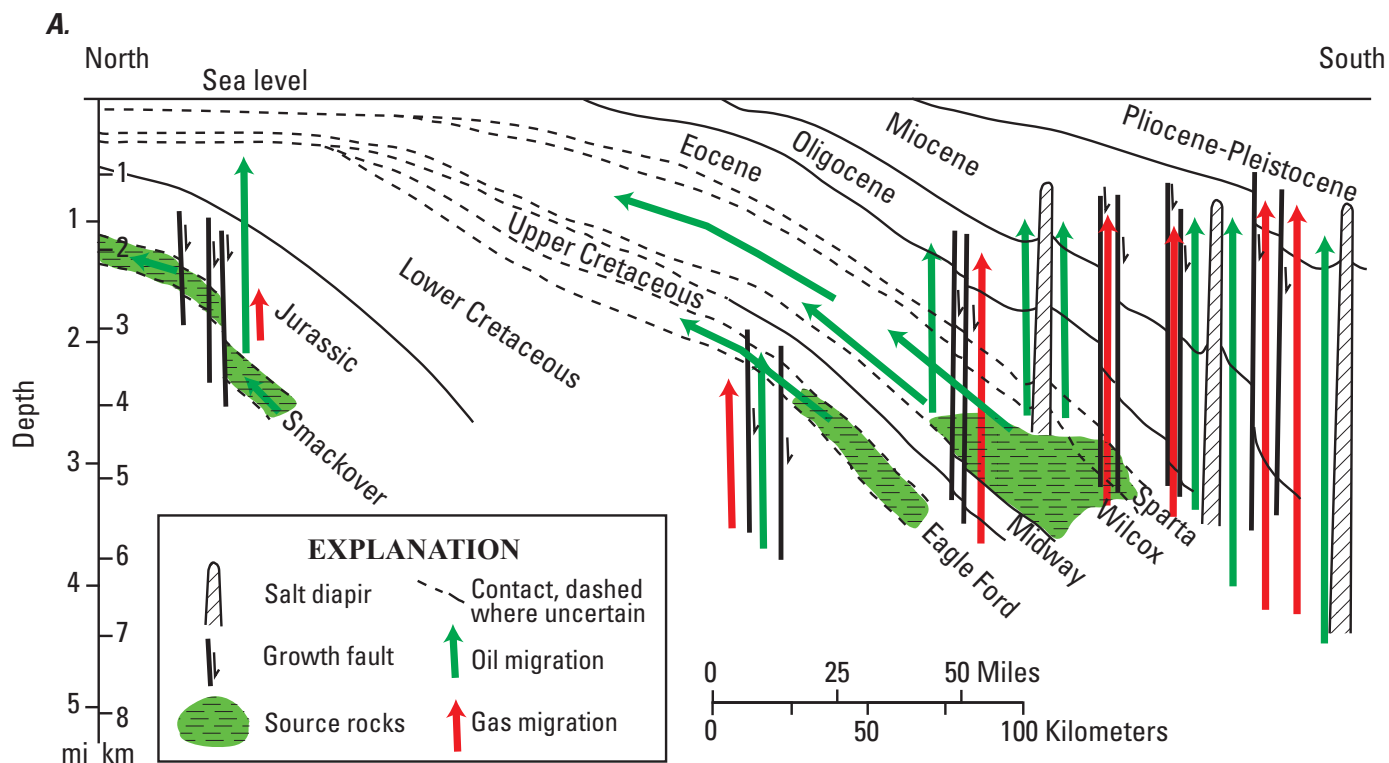 A.
North
South
Sea level
Pliocene-Pleistocene
Miocene
Oligocene
Eocene
Upper Cretaceous
Lower Cretaceous
Jurassic
Smackover
Eagle Ford
Midway
Wilcox
Sparta
Depth
1
1
2
2
3
4
3
5
6
4
7
5
8
mi km
EXPLANATION
Salt diapir
Growth fault
Source rocks
Contact, dashed
where uncertain
Oil migration
Gas migration
0 25 50 Miles
0 50 100 Kilometers